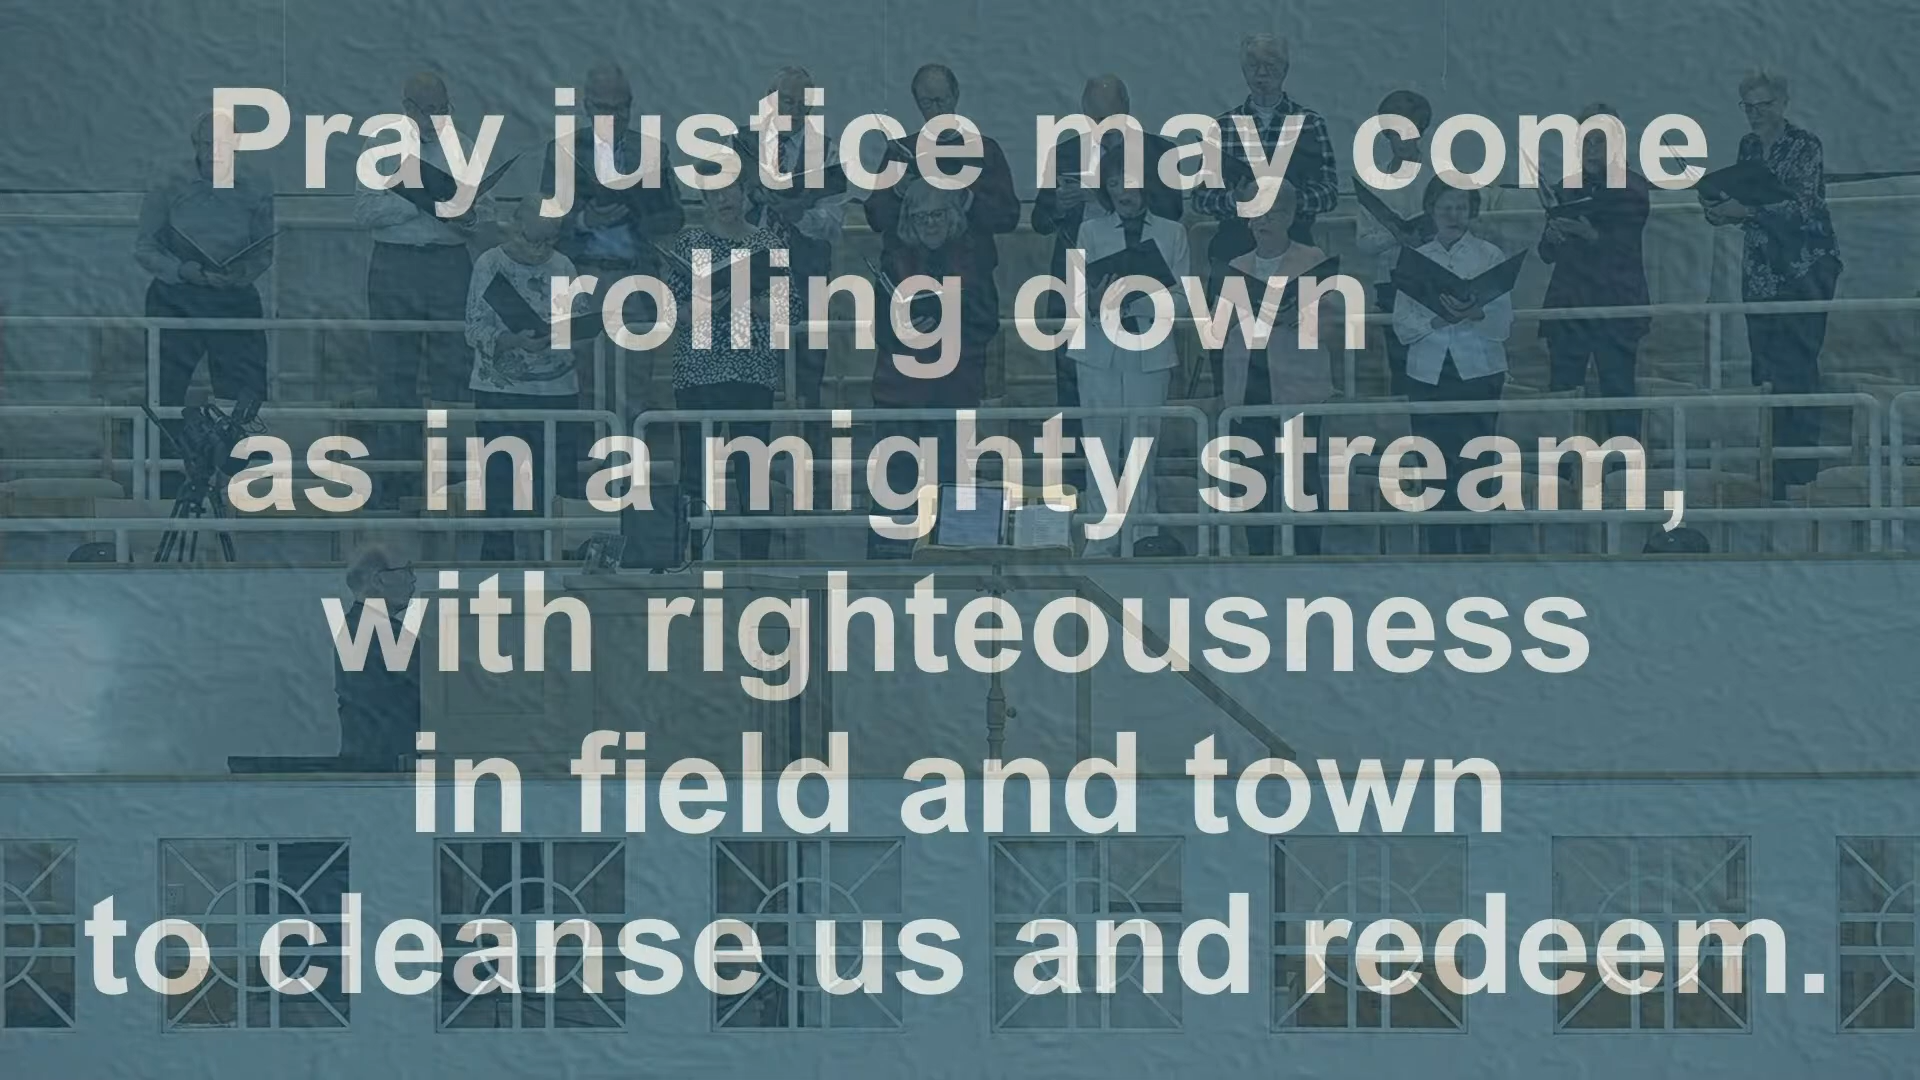 Pray justice may come
rolling down
as in a mighty stream,
with righteousness
in field and town
to cleanse us and redeem.